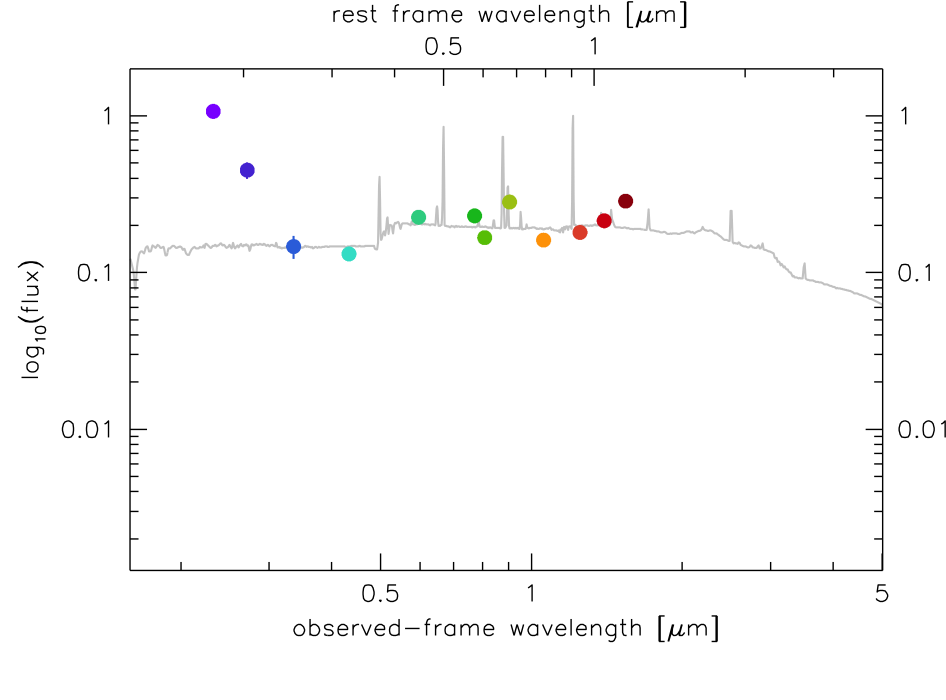 rest frame wavelength [μm]
0.5 1
1 1
0.1 0.1
log10(flux)
0.01 0.01
0.5 1 5
observed-frame wavelength [μm]